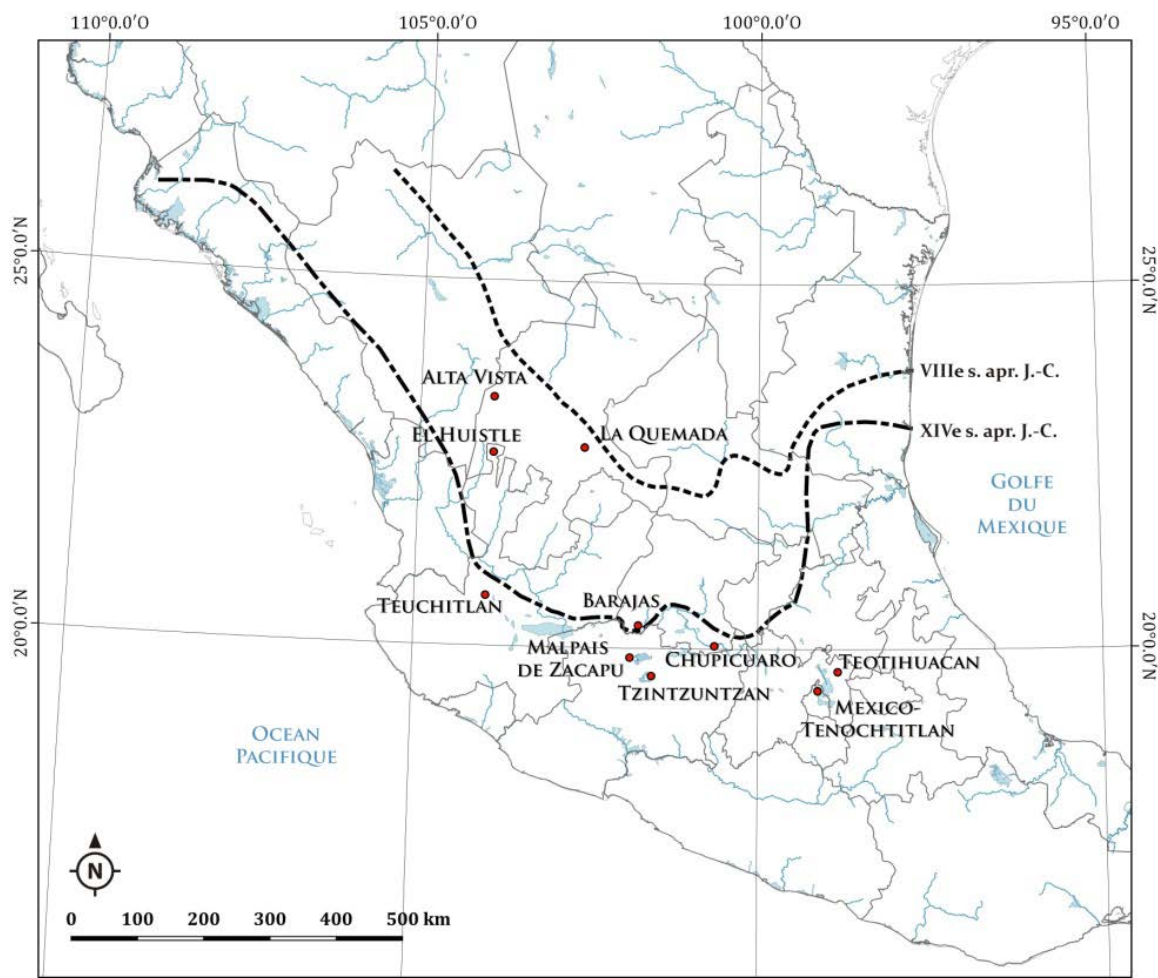 110°0.0'O
105°0.0'O
100°0.0'O
95°0.0'O
25°0.0'N
25°0.0'N
ALTA VISTA
VIIIe s. apr. J.-C.
EL HUISTLE
LA QUEMADA
XIVe s. apr. J.-C.
GOLFE
DU
MEXIQUE
20°0.0'N
20°0.0'N
TEUCHITLAN
BARAJAS
MALPAIS
DE ZACAPU
CHUPICUARO
TEOTIHUACAN
TZINTZUNTZAN
MEXICO-
TENOCHTITLAN
OCEAN
PACIFIQUE
N
0 100 200 300 400 500 km